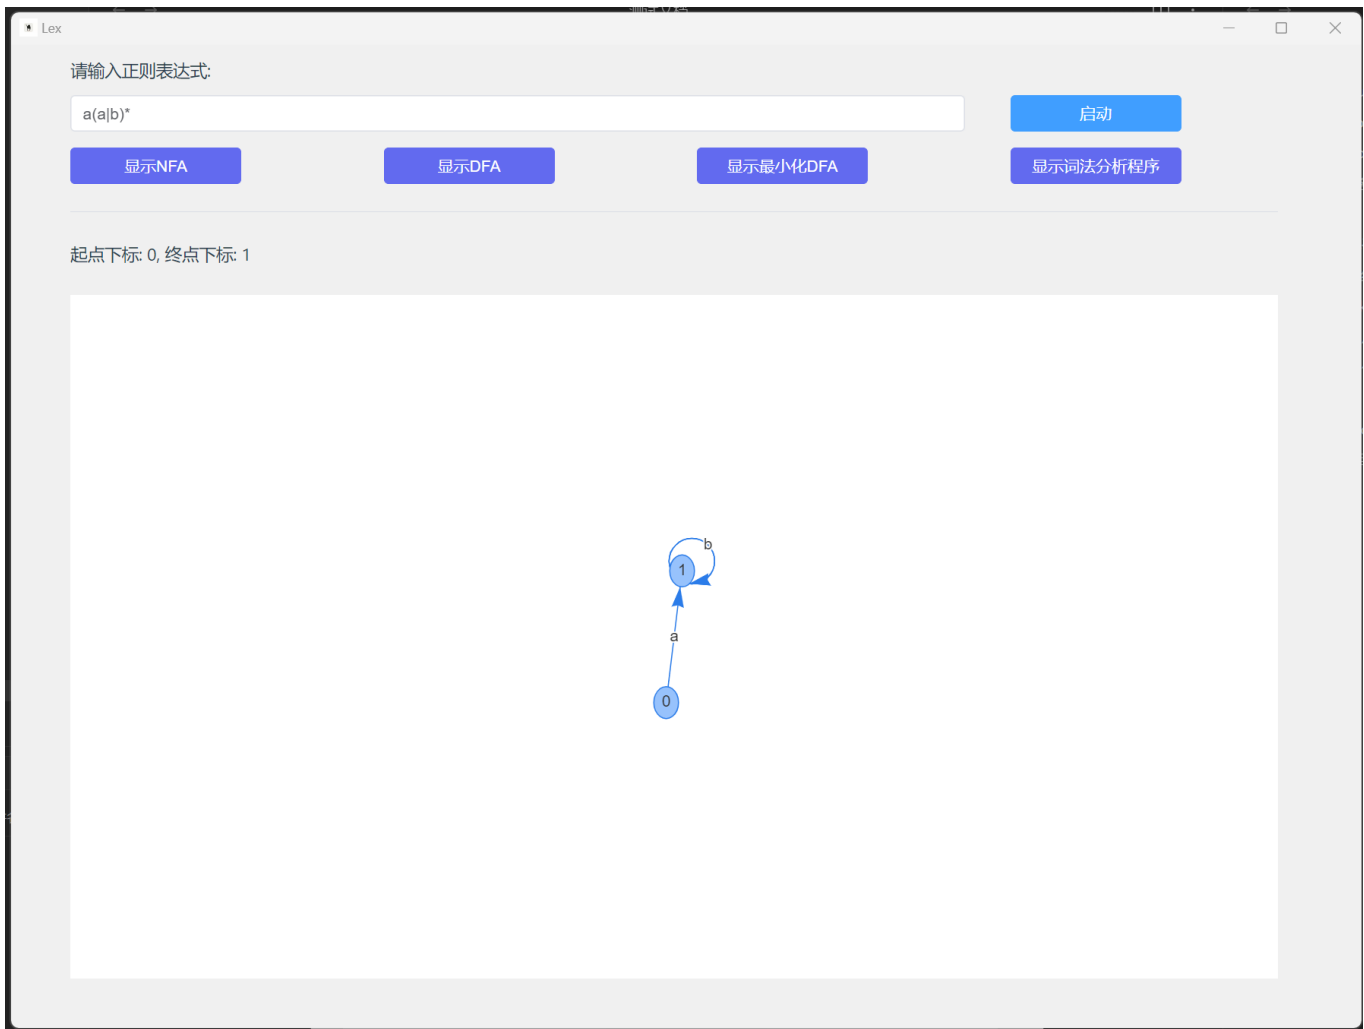 Lex
请输入正则表达式:
a(a|b)*
启动
显示NFA
显示DFA
显示最小化DFA
显示词法分析程序
起点下标: 0, 终点下标: 1
b
1
a
0